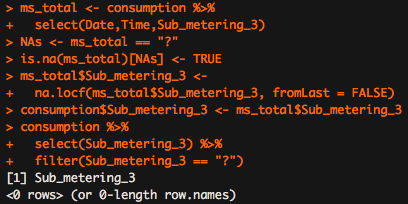 > ms_total <- consumption %>%
+   select(Date,Time,Sub_metering_3)
> NAs <- ms_total == "?"
> is.na(ms_total)[NAs] <- TRUE
> ms_total$Sub_metering_3 <-
+   na.locf(ms_total$Sub_metering_3, fromLast = FALSE)
> consumption$Sub_metering_3 <- ms_total$Sub_metering_3
> consumption %>%
+   select(Sub_metering_3) %>%
+   filter(Sub_metering_3 == "?")
[1] Sub_metering_3
<0 rows> (or 0-length row.names)